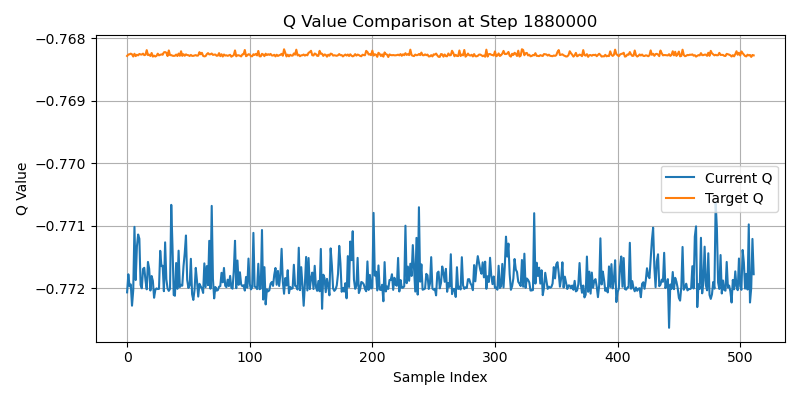 Q Value Comparison at Step 1880000
−0.768
−0.769
−0.770
−0.771
−0.772
Q Value
Current Q
Target Q
0
100
200
300
400
500
Sample Index